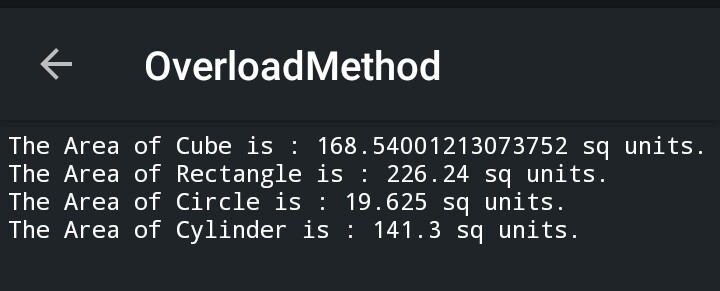 OverloadMethod
The Area of Cube is : 168.54001213073752 sq units.
The Area of Rectangle is : 226.24 sq units.
The Area of Circle is : 19.625 sq units.
The Area of Cylinder is : 141.3 sq units.